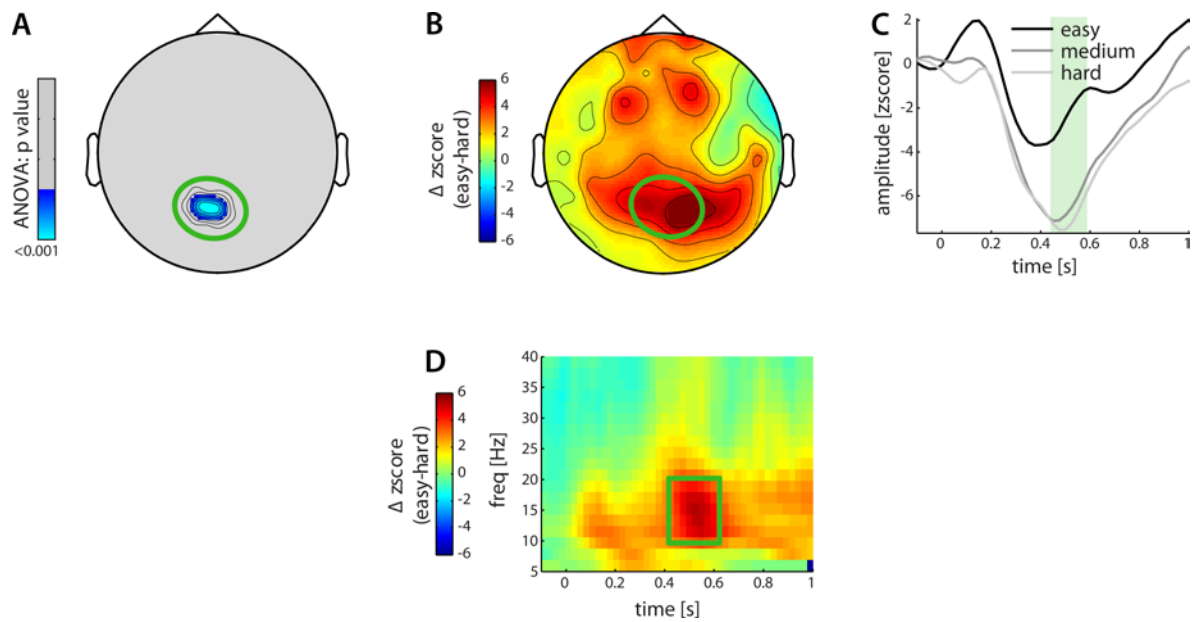 A
ANOVA: p value
<0.001
B
Δ zscore
(easy-hard)
6
4
2
0
-2
-4
-6
C
amplitude [zscore]
2
0
-2
-4
-6
easy
medium
hard
0
0.2
0.4
0.6
0.8
1
time [s]
D
Δ zscore
(easy-hard)
6
4
2
0
-2
-4
-6
freq [Hz]
40
35
30
25
20
15
10
5
0
0.2
0.4
0.6
0.8
1
time [s]